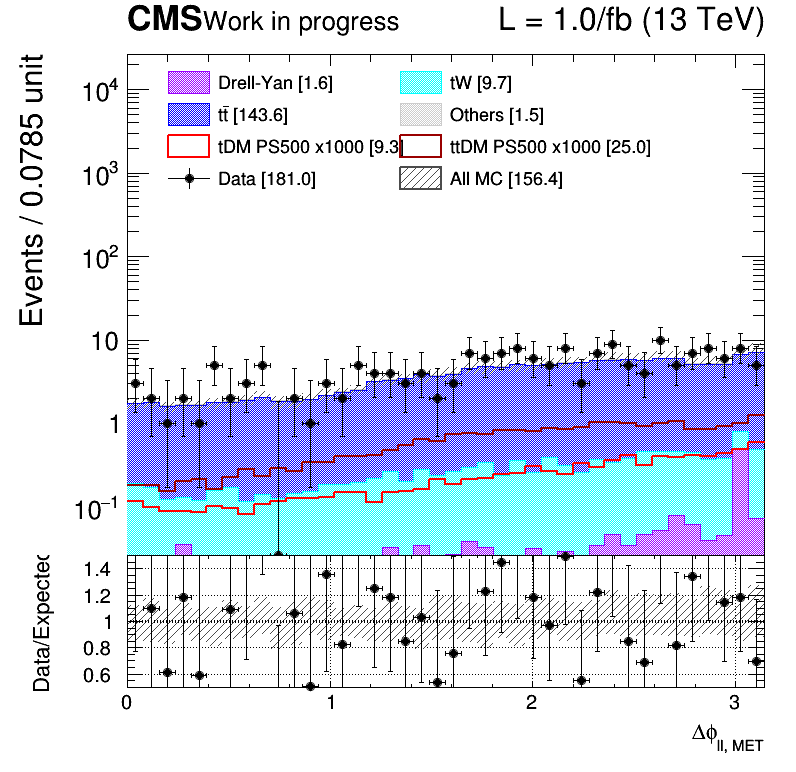 CMS Work in progress L = 1.0/fb (13 TeV)
Events / 0.0785 unit
Drell-Yan [1.6] tW [9.7]
tt̄ [143.6] Others [1.5]
tDM PS500 x1000 [9.3 ttDM PS500 x1000 [25.0]
Data [181.0] All MC [156.4]
10⁴
10³
10²
10
1
10⁻¹
Data/Expected
1.4
1.2
1
0.8
0.6
0 1 2 3
Δϕ_ll, MET